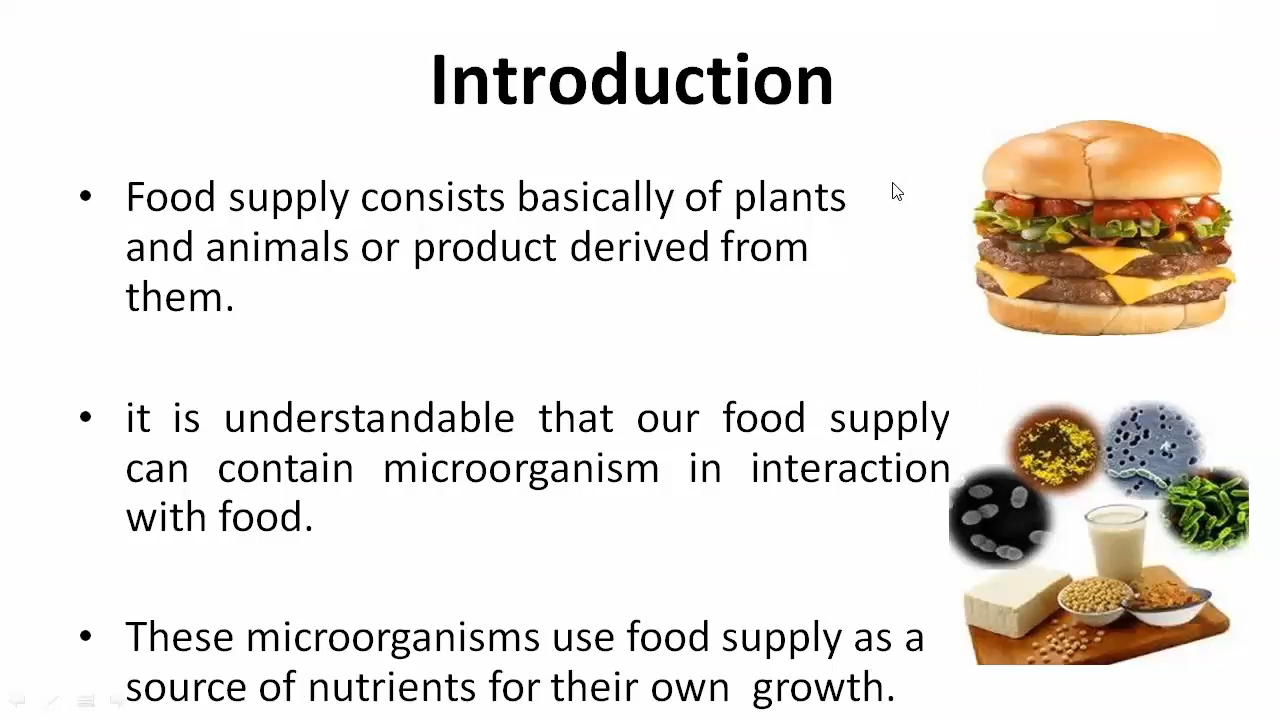 Introduction
• Food supply consists basically of plants
and animals or product derived from
them.
• it is understandable that our food supply
can contain microorganism in interaction
with food.
• These microorganisms use food supply as a
source of nutrients for their own growth.